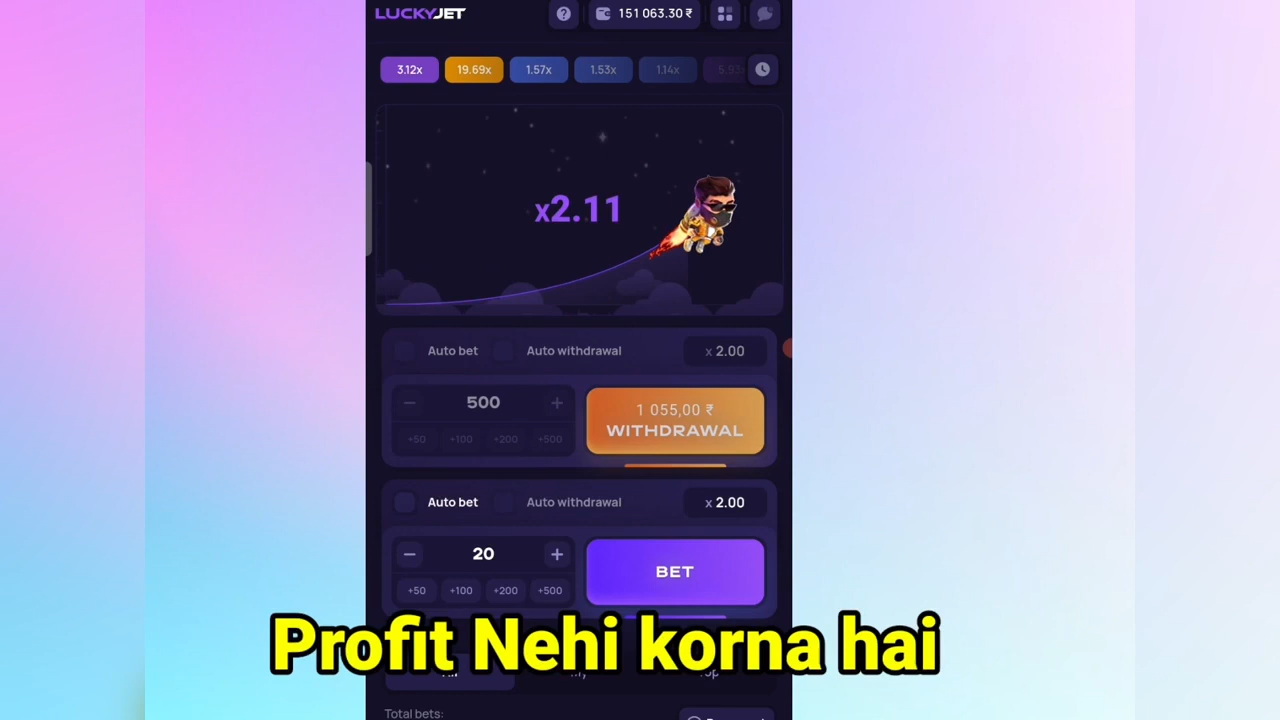 LUCKYJET
151 063.30 ₹
3.12x 19.69x 1.57x 1.53x 1.14x 5.93x
x2.11
Auto bet Auto withdrawal x 2.00
500
+50 +100 +200 +500
1 055,00 ₹
WITHDRAWAL
Auto bet Auto withdrawal x 2.00
20
+50 +100 +200 +500
BET
Profit Nehi korna hai
Total bets: